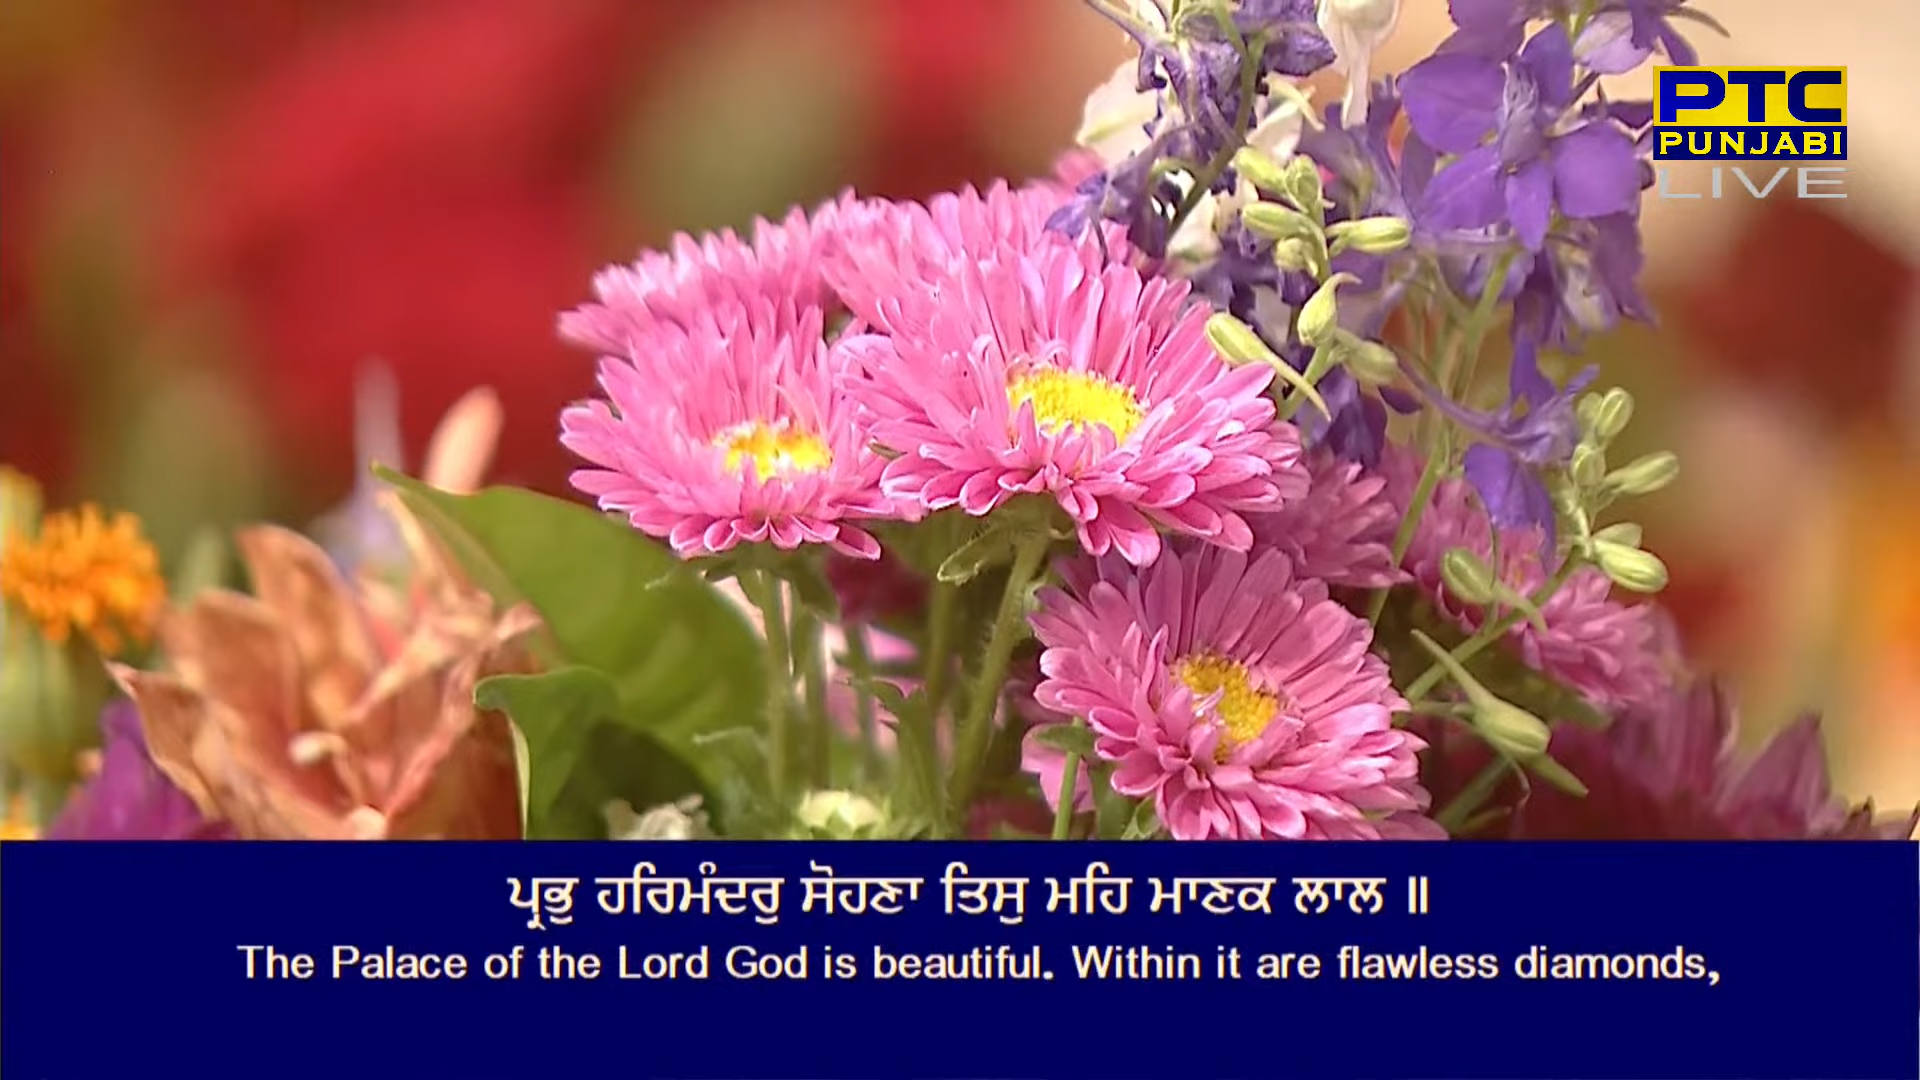 PTC
PUNJABI
LIVE
ਪ੍ਰਭੁ ਹਰਿਮੰਦਰੁ ਸੋਹਣਾ ਤਿਸੁ ਮਹਿ ਮਾਣਕ ਲਾਲ ॥
The Palace of the Lord God is beautiful. Within it are flawless diamonds,